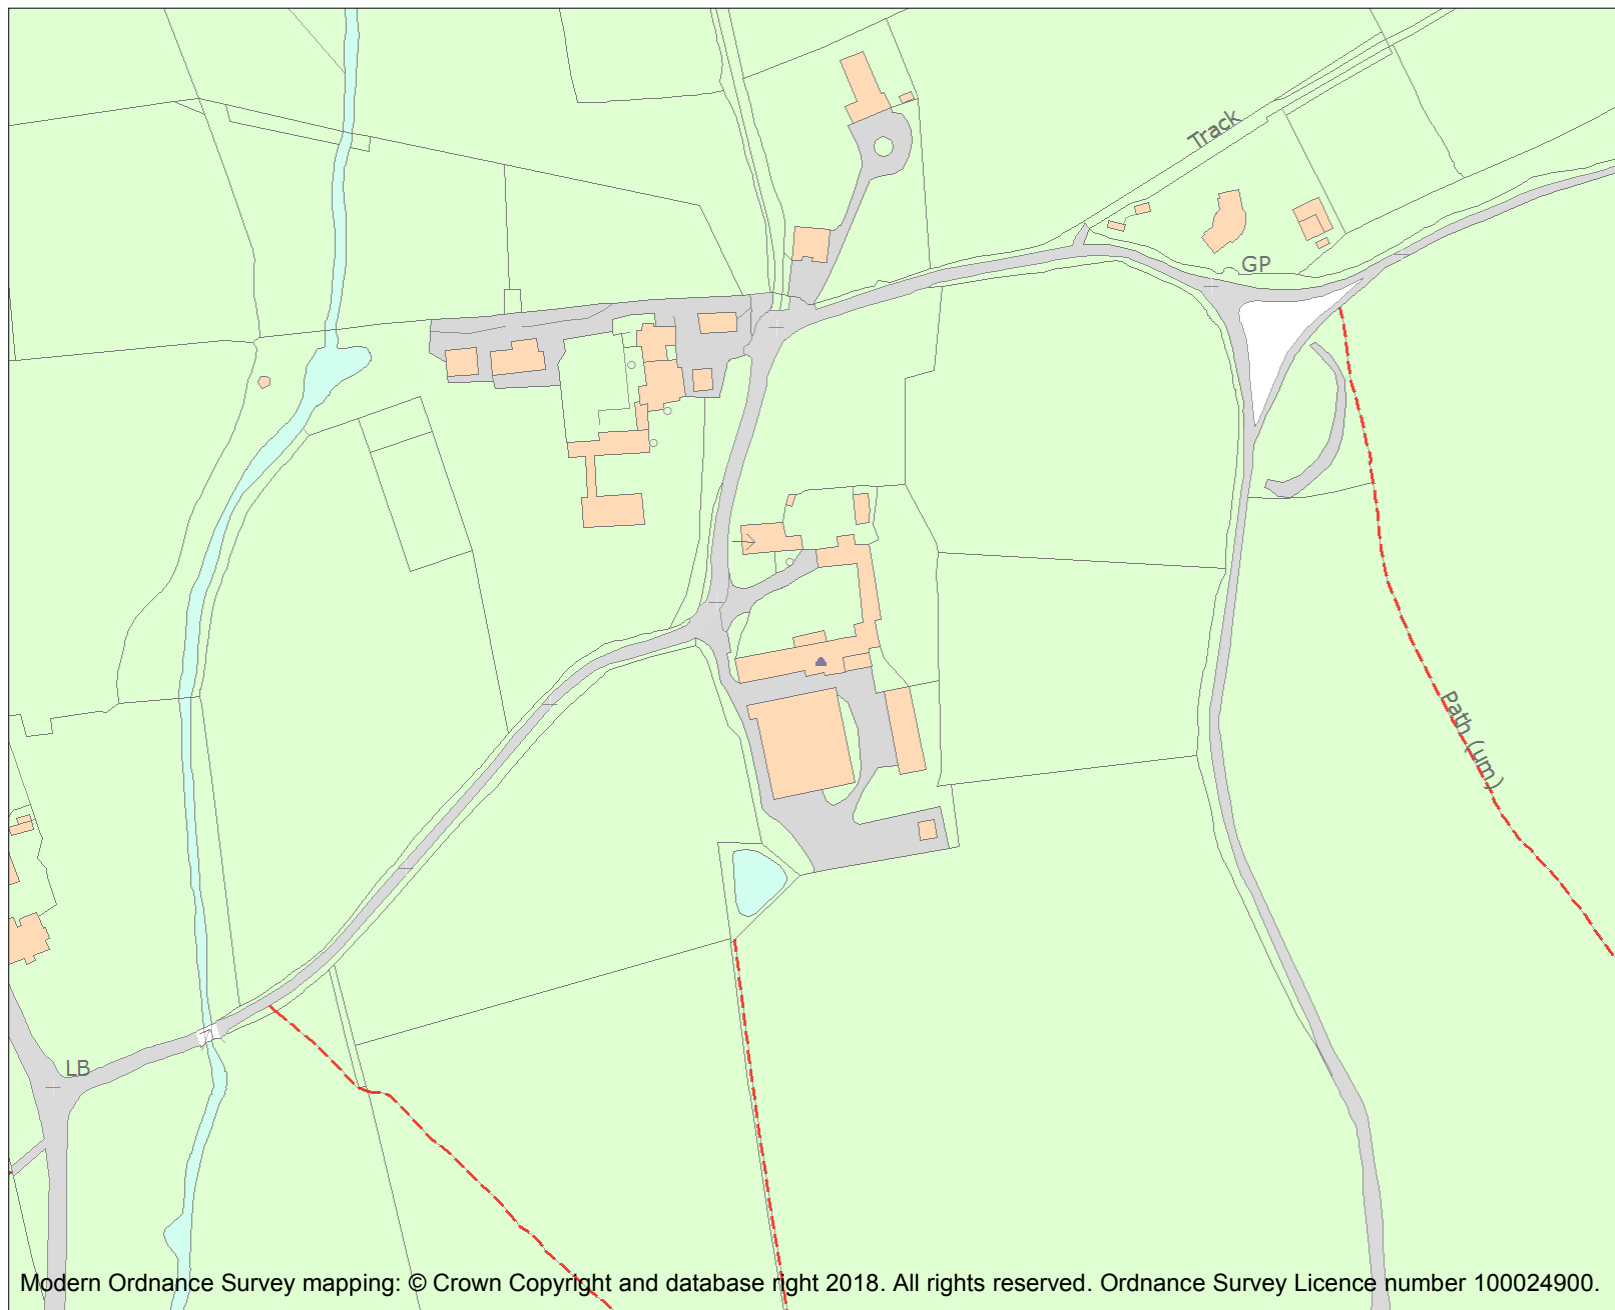 Track
GP
Path (um)
LB
Modern Ordnance Survey mapping: © Crown Copyright and database right 2018. All rights reserved. Ordnance Survey Licence number 100024900.